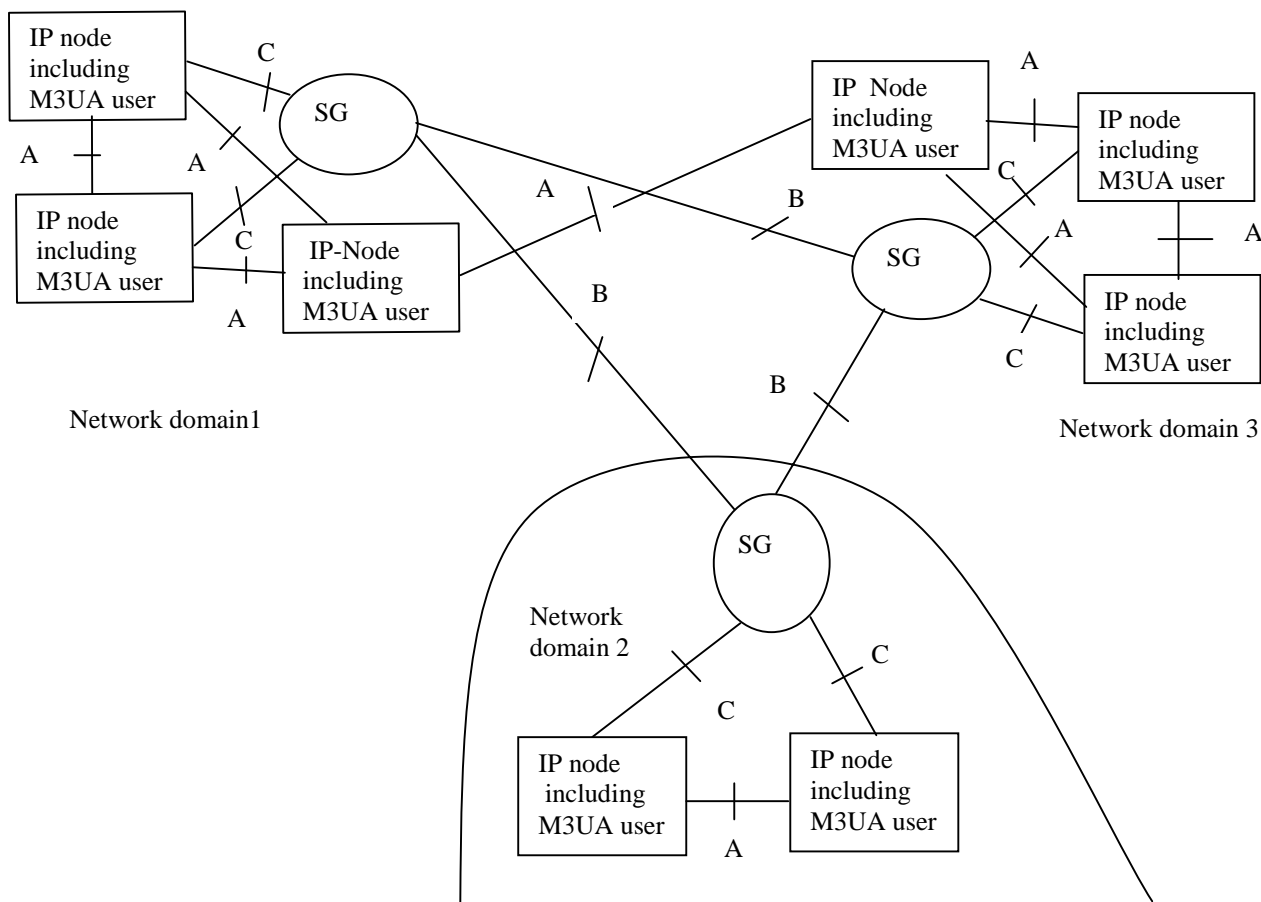 IP node
including
M3UA user
C
SG
A
A
IP node
including
M3UA user
C
A
IP-Node
including
M3UA user
Network domain1
A
B
B
IP  Node
including
M3UA user
A
IP node
including
M3UA user
C
A
A
SG
C
IP node
including
M3UA user
B
Network domain 3
SG
Network
domain 2
C
C
IP node
including
M3UA user
A
IP node
including
M3UA user